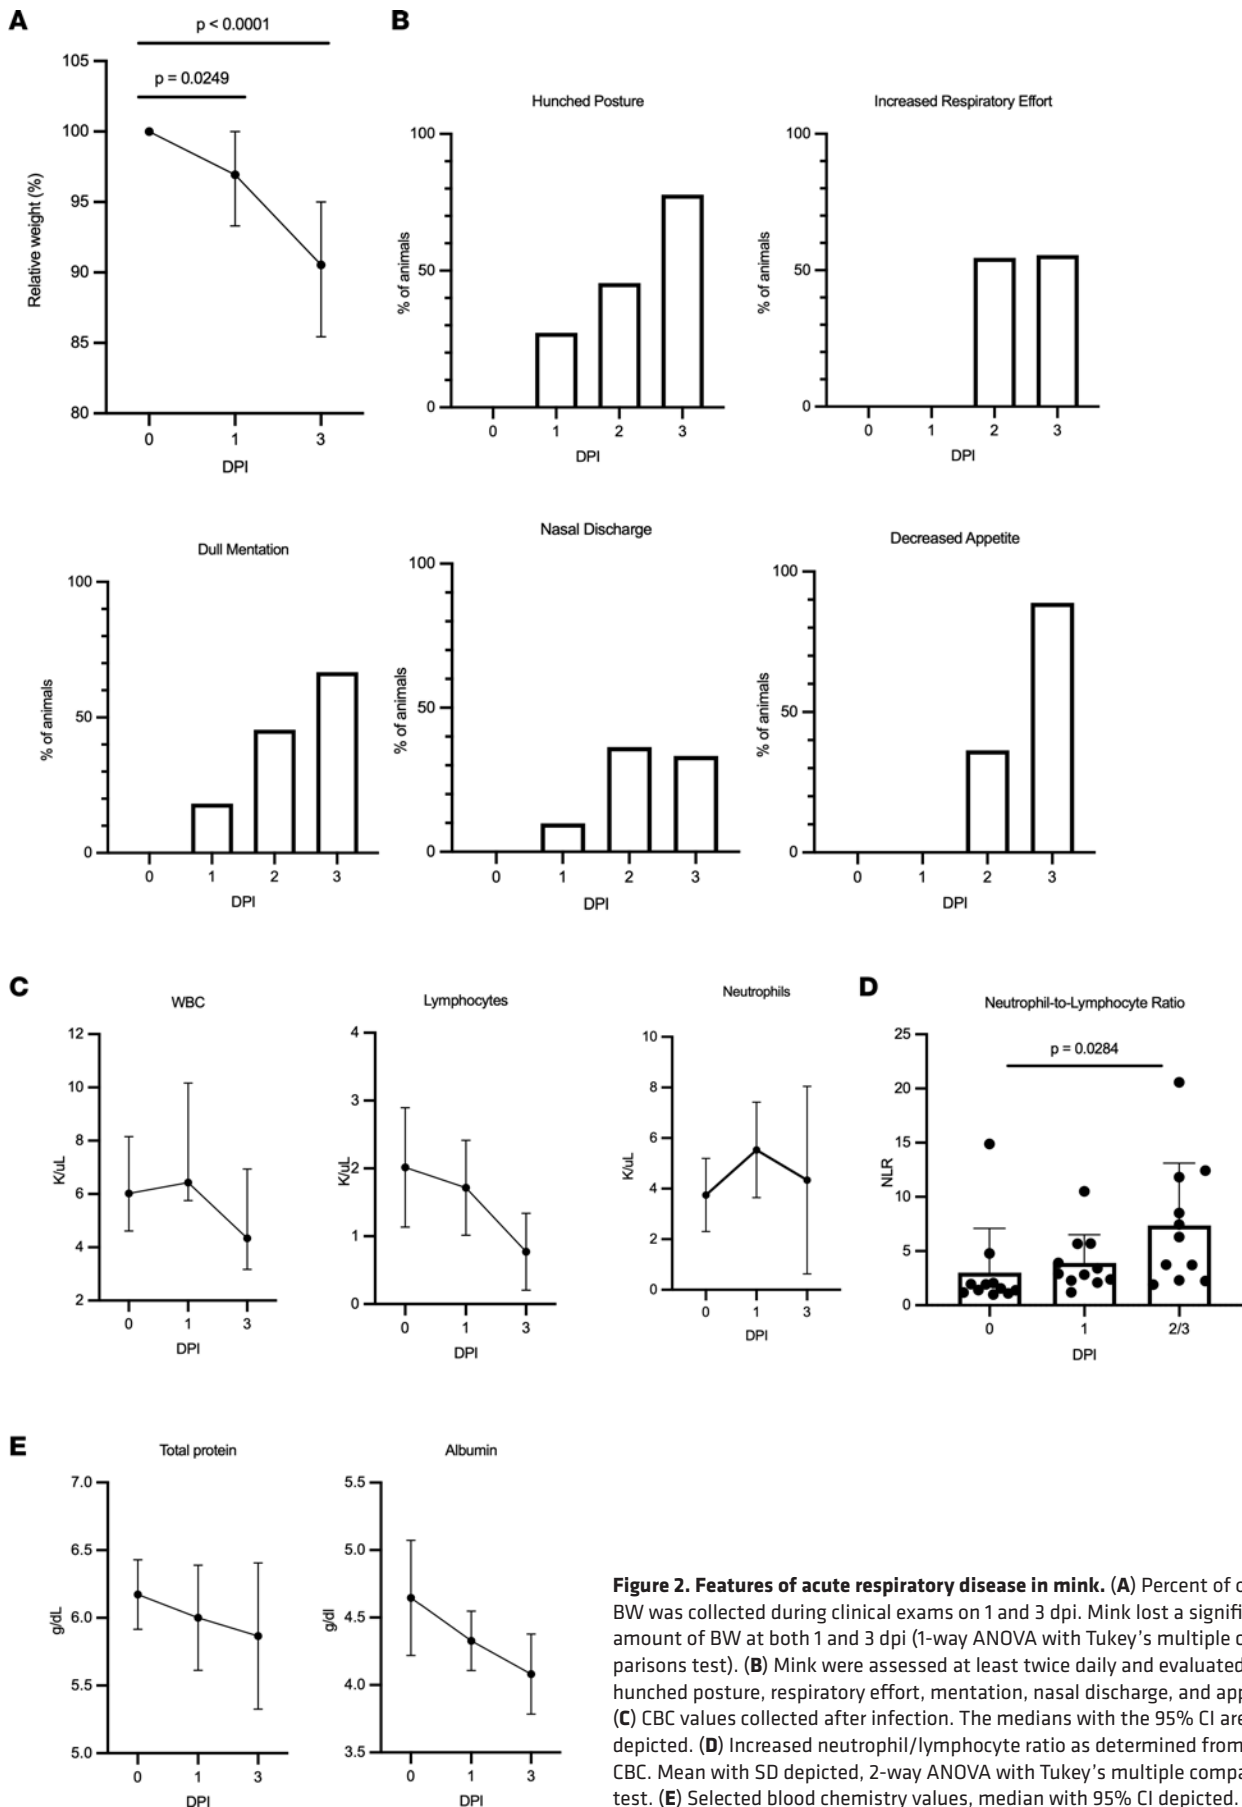 A
p < 0.0001
p = 0.0249
105
100
95
90
85
80
Relative weight (%)
0 1 3
DPI
B
Hunched Posture
100
50
0
% of animals
0 1 2 3
DPI
Increased Respiratory Effort
100
50
0
% of animals
0 1 2 3
DPI
Dull Mentation
100
50
0
% of animals
0 1 2 3
DPI
Nasal Discharge
100
50
0
% of animals
0 1 2 3
DPI
Decreased Appetite
100
50
0
% of animals
0 1 2 3
DPI
C
WBC
12
10
8
6
4
2
K/uL
0 1 3
DPI
Lymphocytes
4
3
2
1
0
K/uL
0 1 3
DPI
Neutrophils
10
8
6
4
2
0
K/uL
0 1 3
DPI
D
Neutrophil-to-Lymphocyte Ratio
p = 0.0284
25
20
15
10
5
0
NLR
0 1 2/3
DPI
E
Total protein
7.0
6.5
6.0
5.5
5.0
g/dL
0 1 3
DPI
Albumin
5.5
5.0
4.5
4.0
3.5
g/dl
0 1 3
DPI
Figure 2. Features of acute respiratory disease in mink. (A) Percent of
BW was collected during clinical exams on 1 and 3 dpi. Mink lost a signifi
amount of BW at both 1 and 3 dpi (1-way ANOVA with Tukey's multiple
parisons test). (B) Mink were assessed at least twice daily and evaluated
hunched posture, respiratory effort, mentation, nasal discharge, and app
(C) CBC values collected after infection. The medians with the 95% CI are
depicted. (D) Increased neutrophil/lymphocyte ratio as determined from
CBC. Mean with SD depicted, 2-way ANOVA with Tukey's multiple compa
test. (E) Selected blood chemistry values, median with 95% CI depicted.